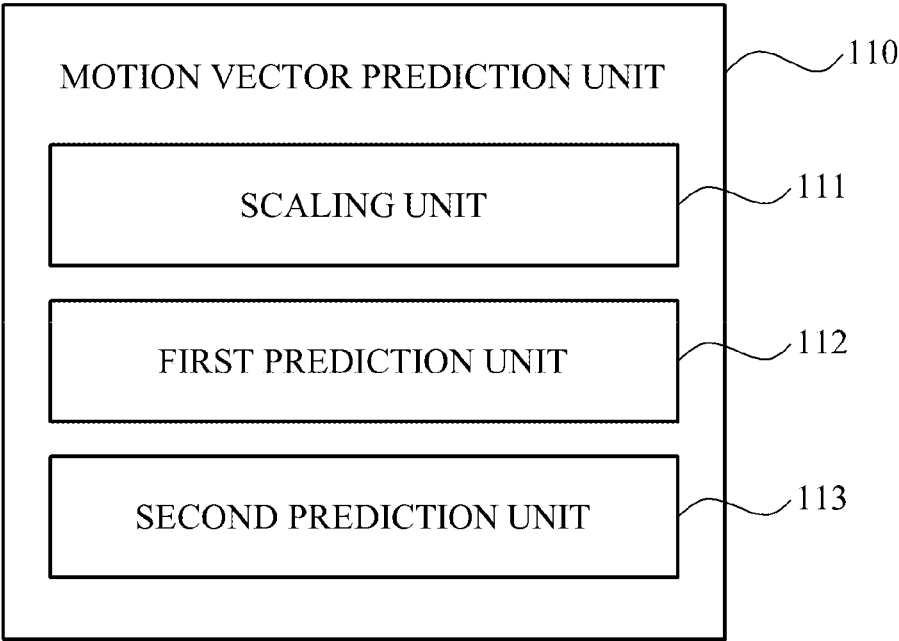 110
MOTION VECTOR PREDICTION UNIT
SCALING UNIT
111
FIRST PREDICTION UNIT
112
SECOND PREDICTION UNIT
113